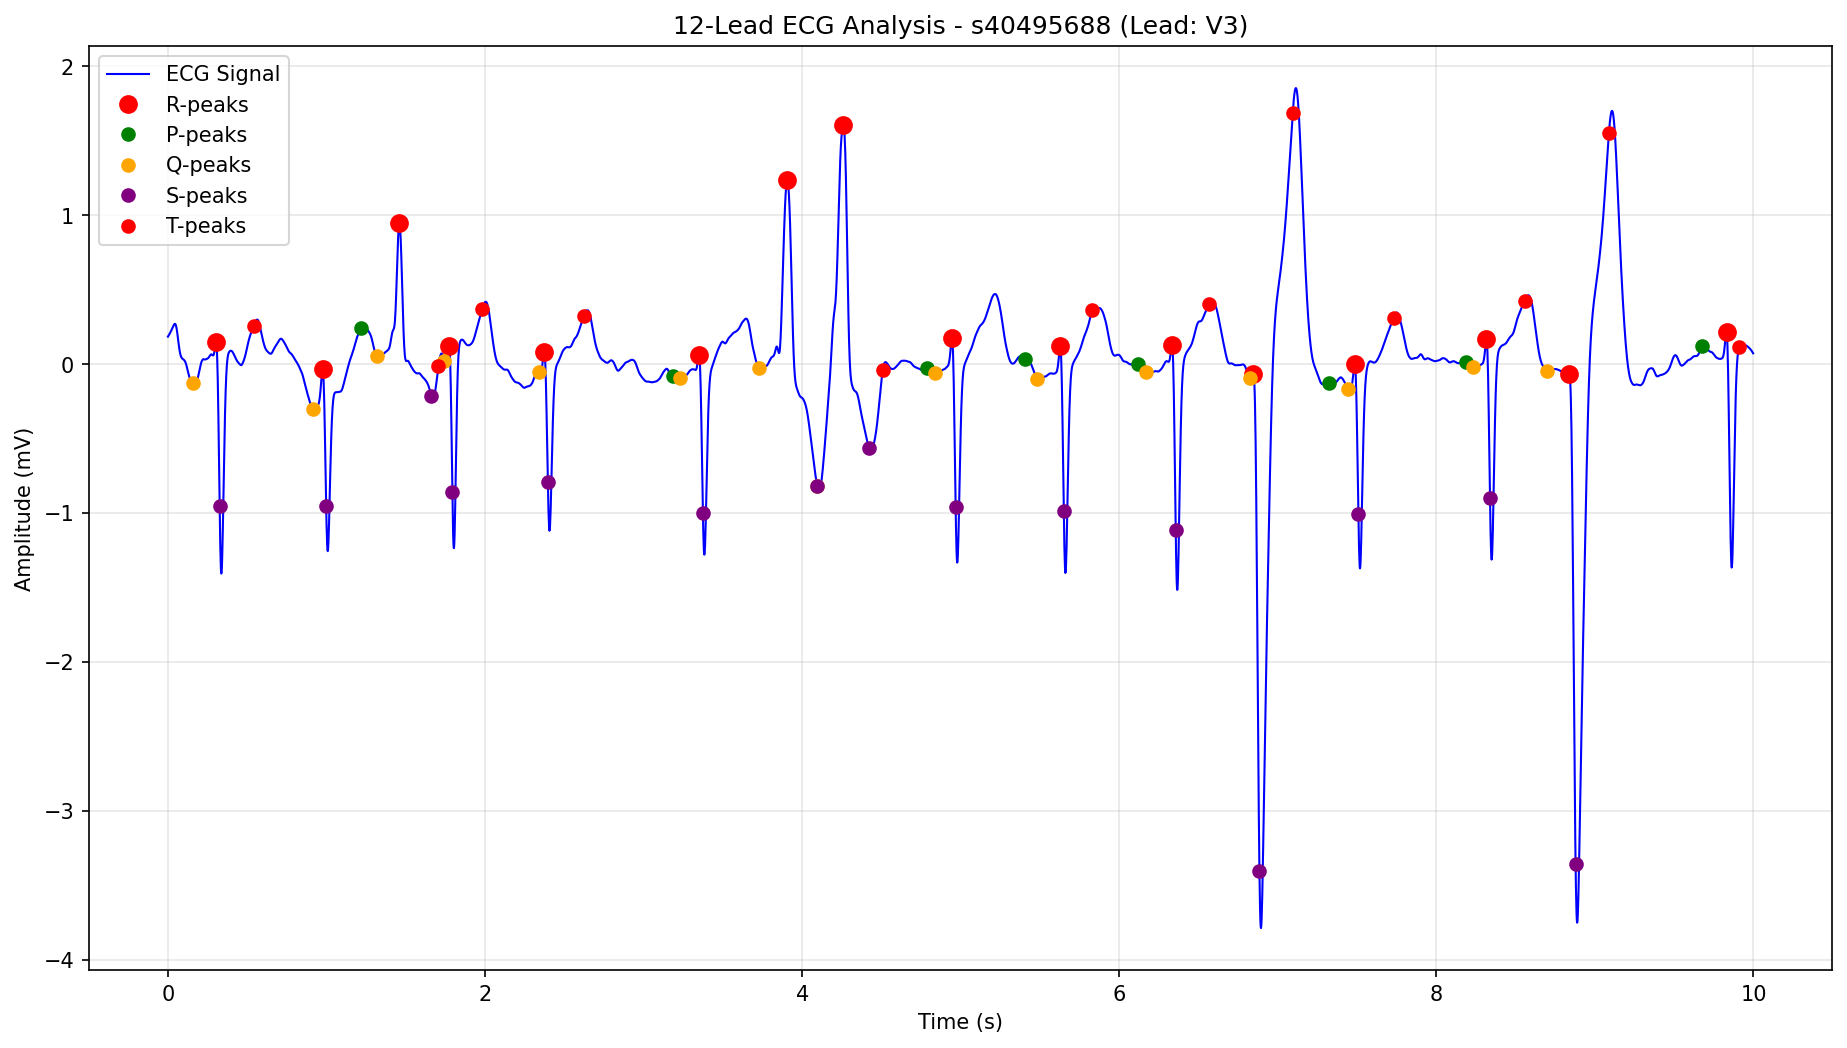 12-Lead ECG Analysis - s40495688 (Lead: V3)
ECG Signal
R-peaks
P-peaks
Q-peaks
S-peaks
T-peaks
2
1
0
−1
−2
−3
−4
Amplitude (mV)
0 2 4 6 8 10
Time (s)